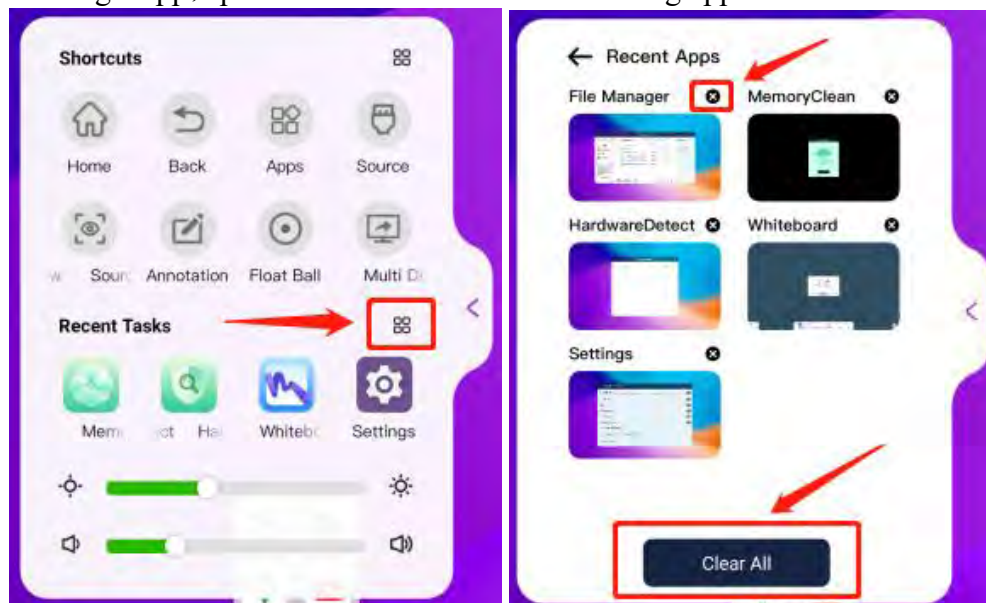 Shortcuts
Home Back Apps Source
Annotation Float Ball Multi
Recent Tasks
Settings
Recent Apps
File Manager MemoryClean
HardwareDetect Whiteboard
Settings
Clear All